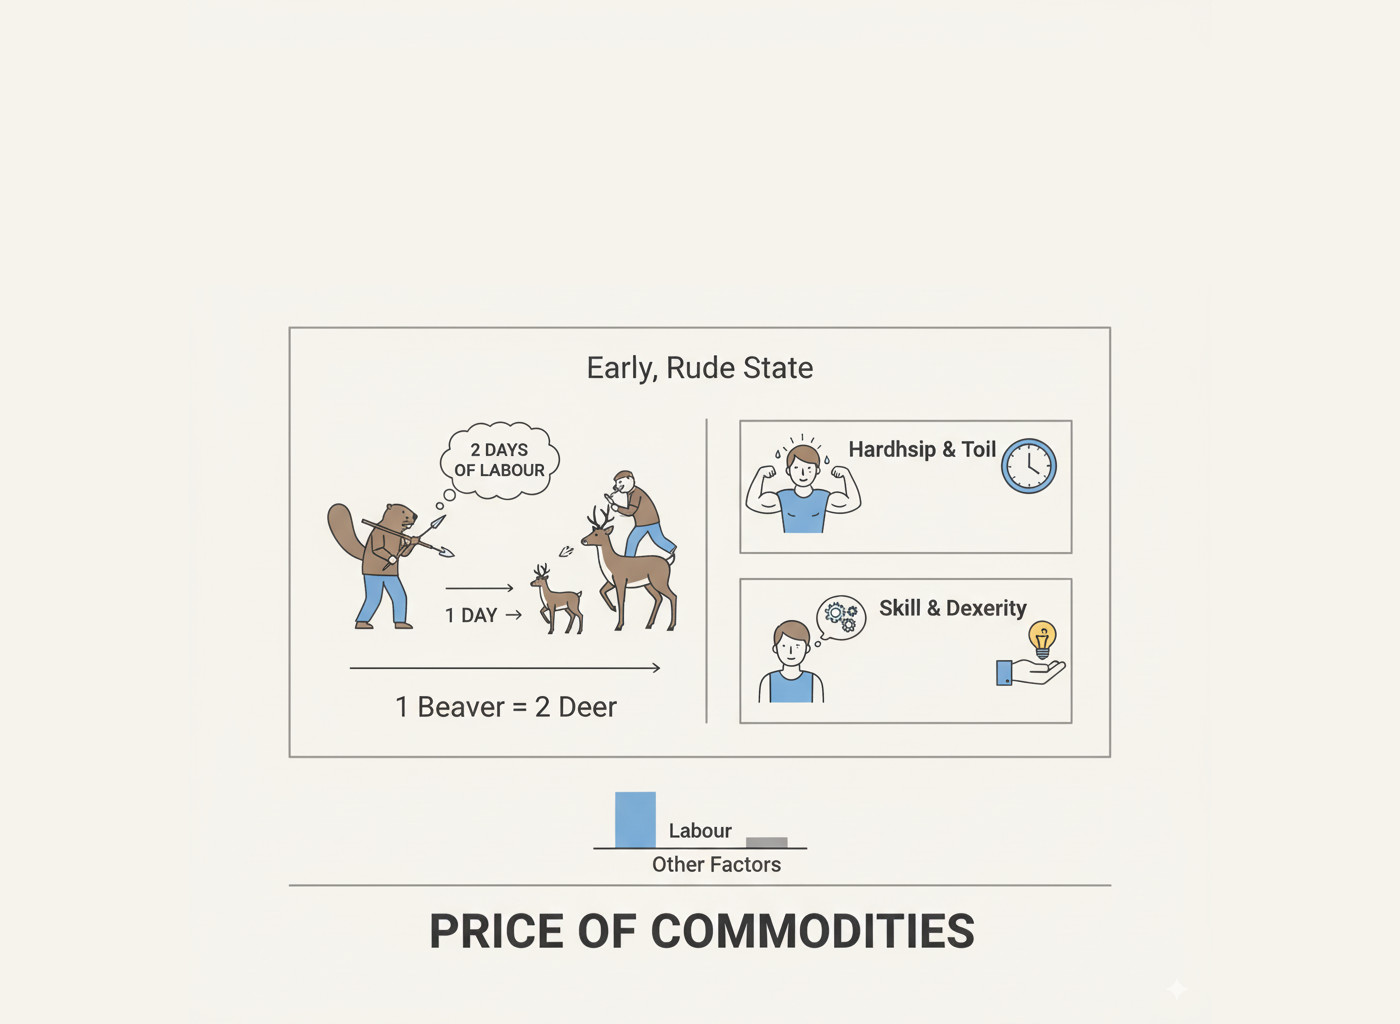 Early, Rude State
2 DAYS
OF LABOUR
1 DAY →
1 Beaver = 2 Deer
Hardhsip & Toil
Skill & Dexerity
Labour
Other Factors
PRICE OF COMMODITIES